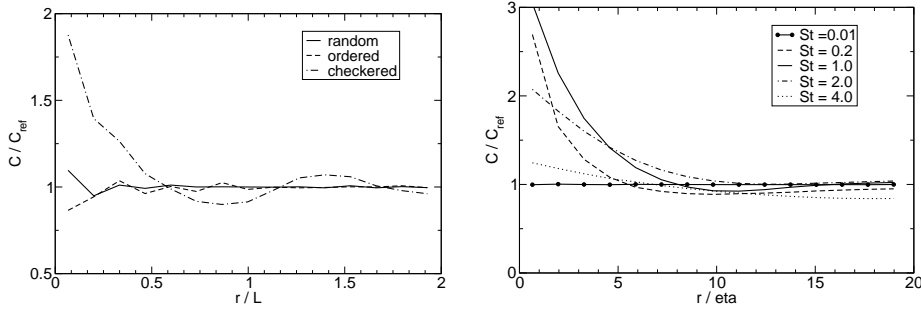 2
1.5
1
0.5
0
0.5
1
1.5
2
r / L
C / C_ref
random
ordered
checkered
3
2
1
0
0
5
10
15
20
r / eta
C / C_ref
St =0.01
St = 0.2
St = 1.0
St = 2.0
St = 4.0